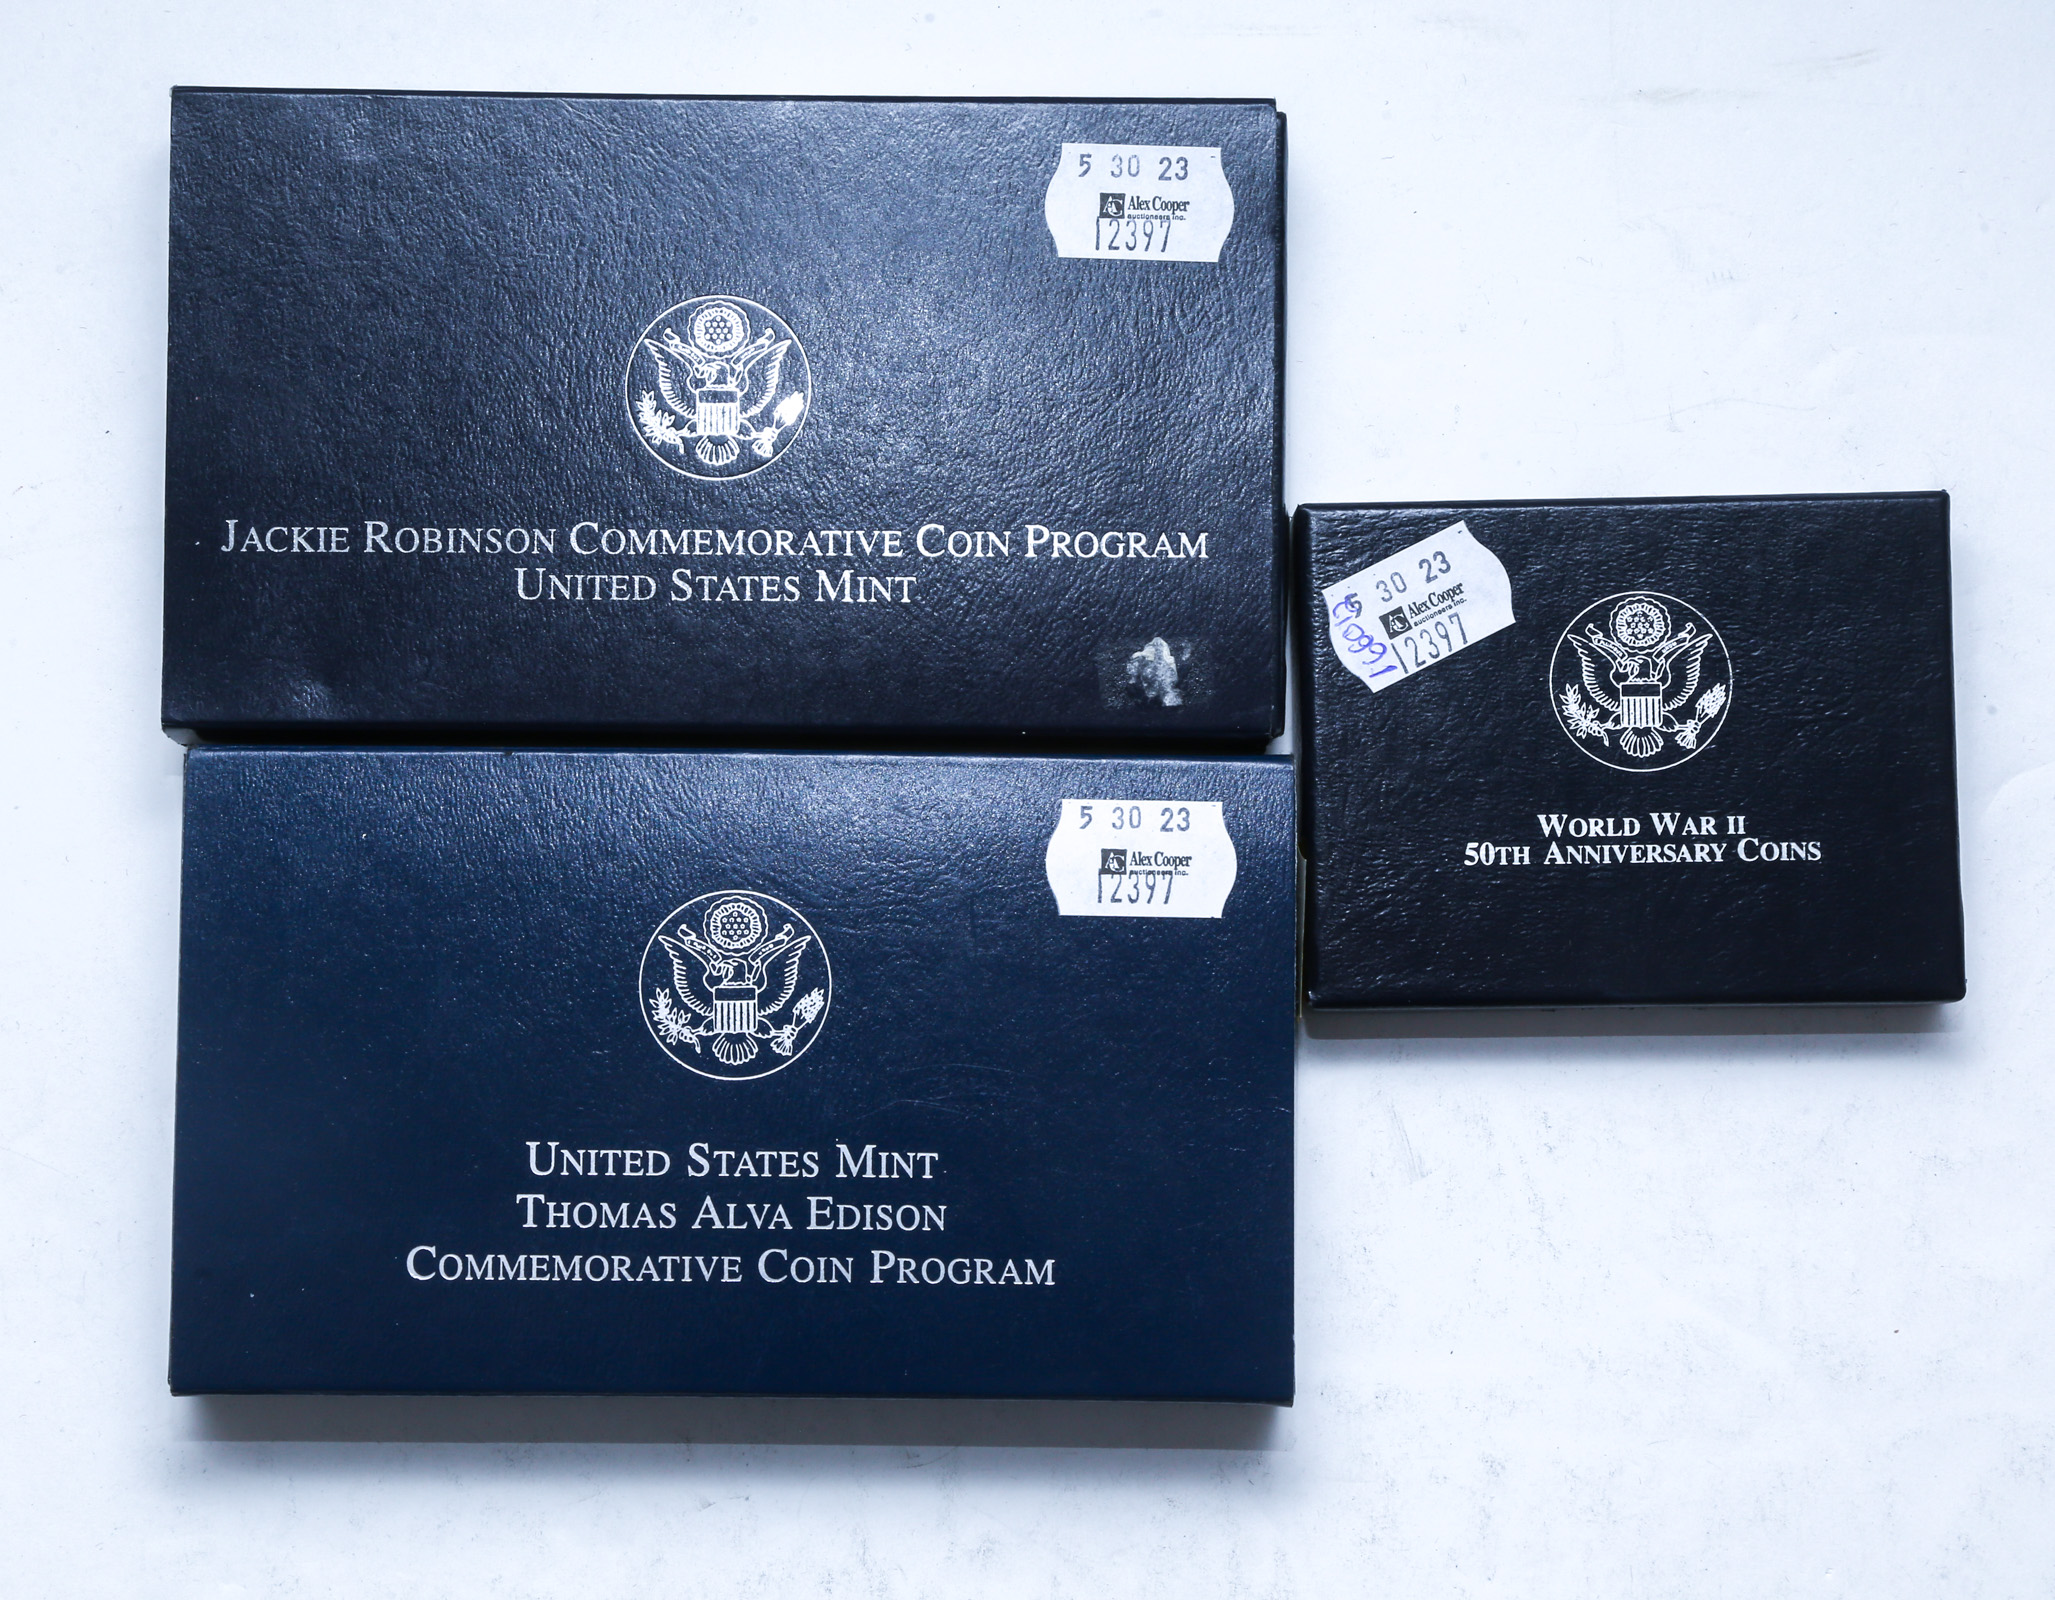 5 30 23
Alex Cooper
auctioneers inc.
12397
JACKIE ROBINSON COMMEMORATIVE COIN PROGRAM
UNITED STATES MINT
5 30 23
Alex Cooper
auctioneers inc.
12397
WORLD WAR II
50TH ANNIVERSARY COINS
5 30 23
Alex Cooper
auctioneers inc.
12397
UNITED STATES MINT
THOMAS ALVA EDISON
COMMEMORATIVE COIN PROGRAM